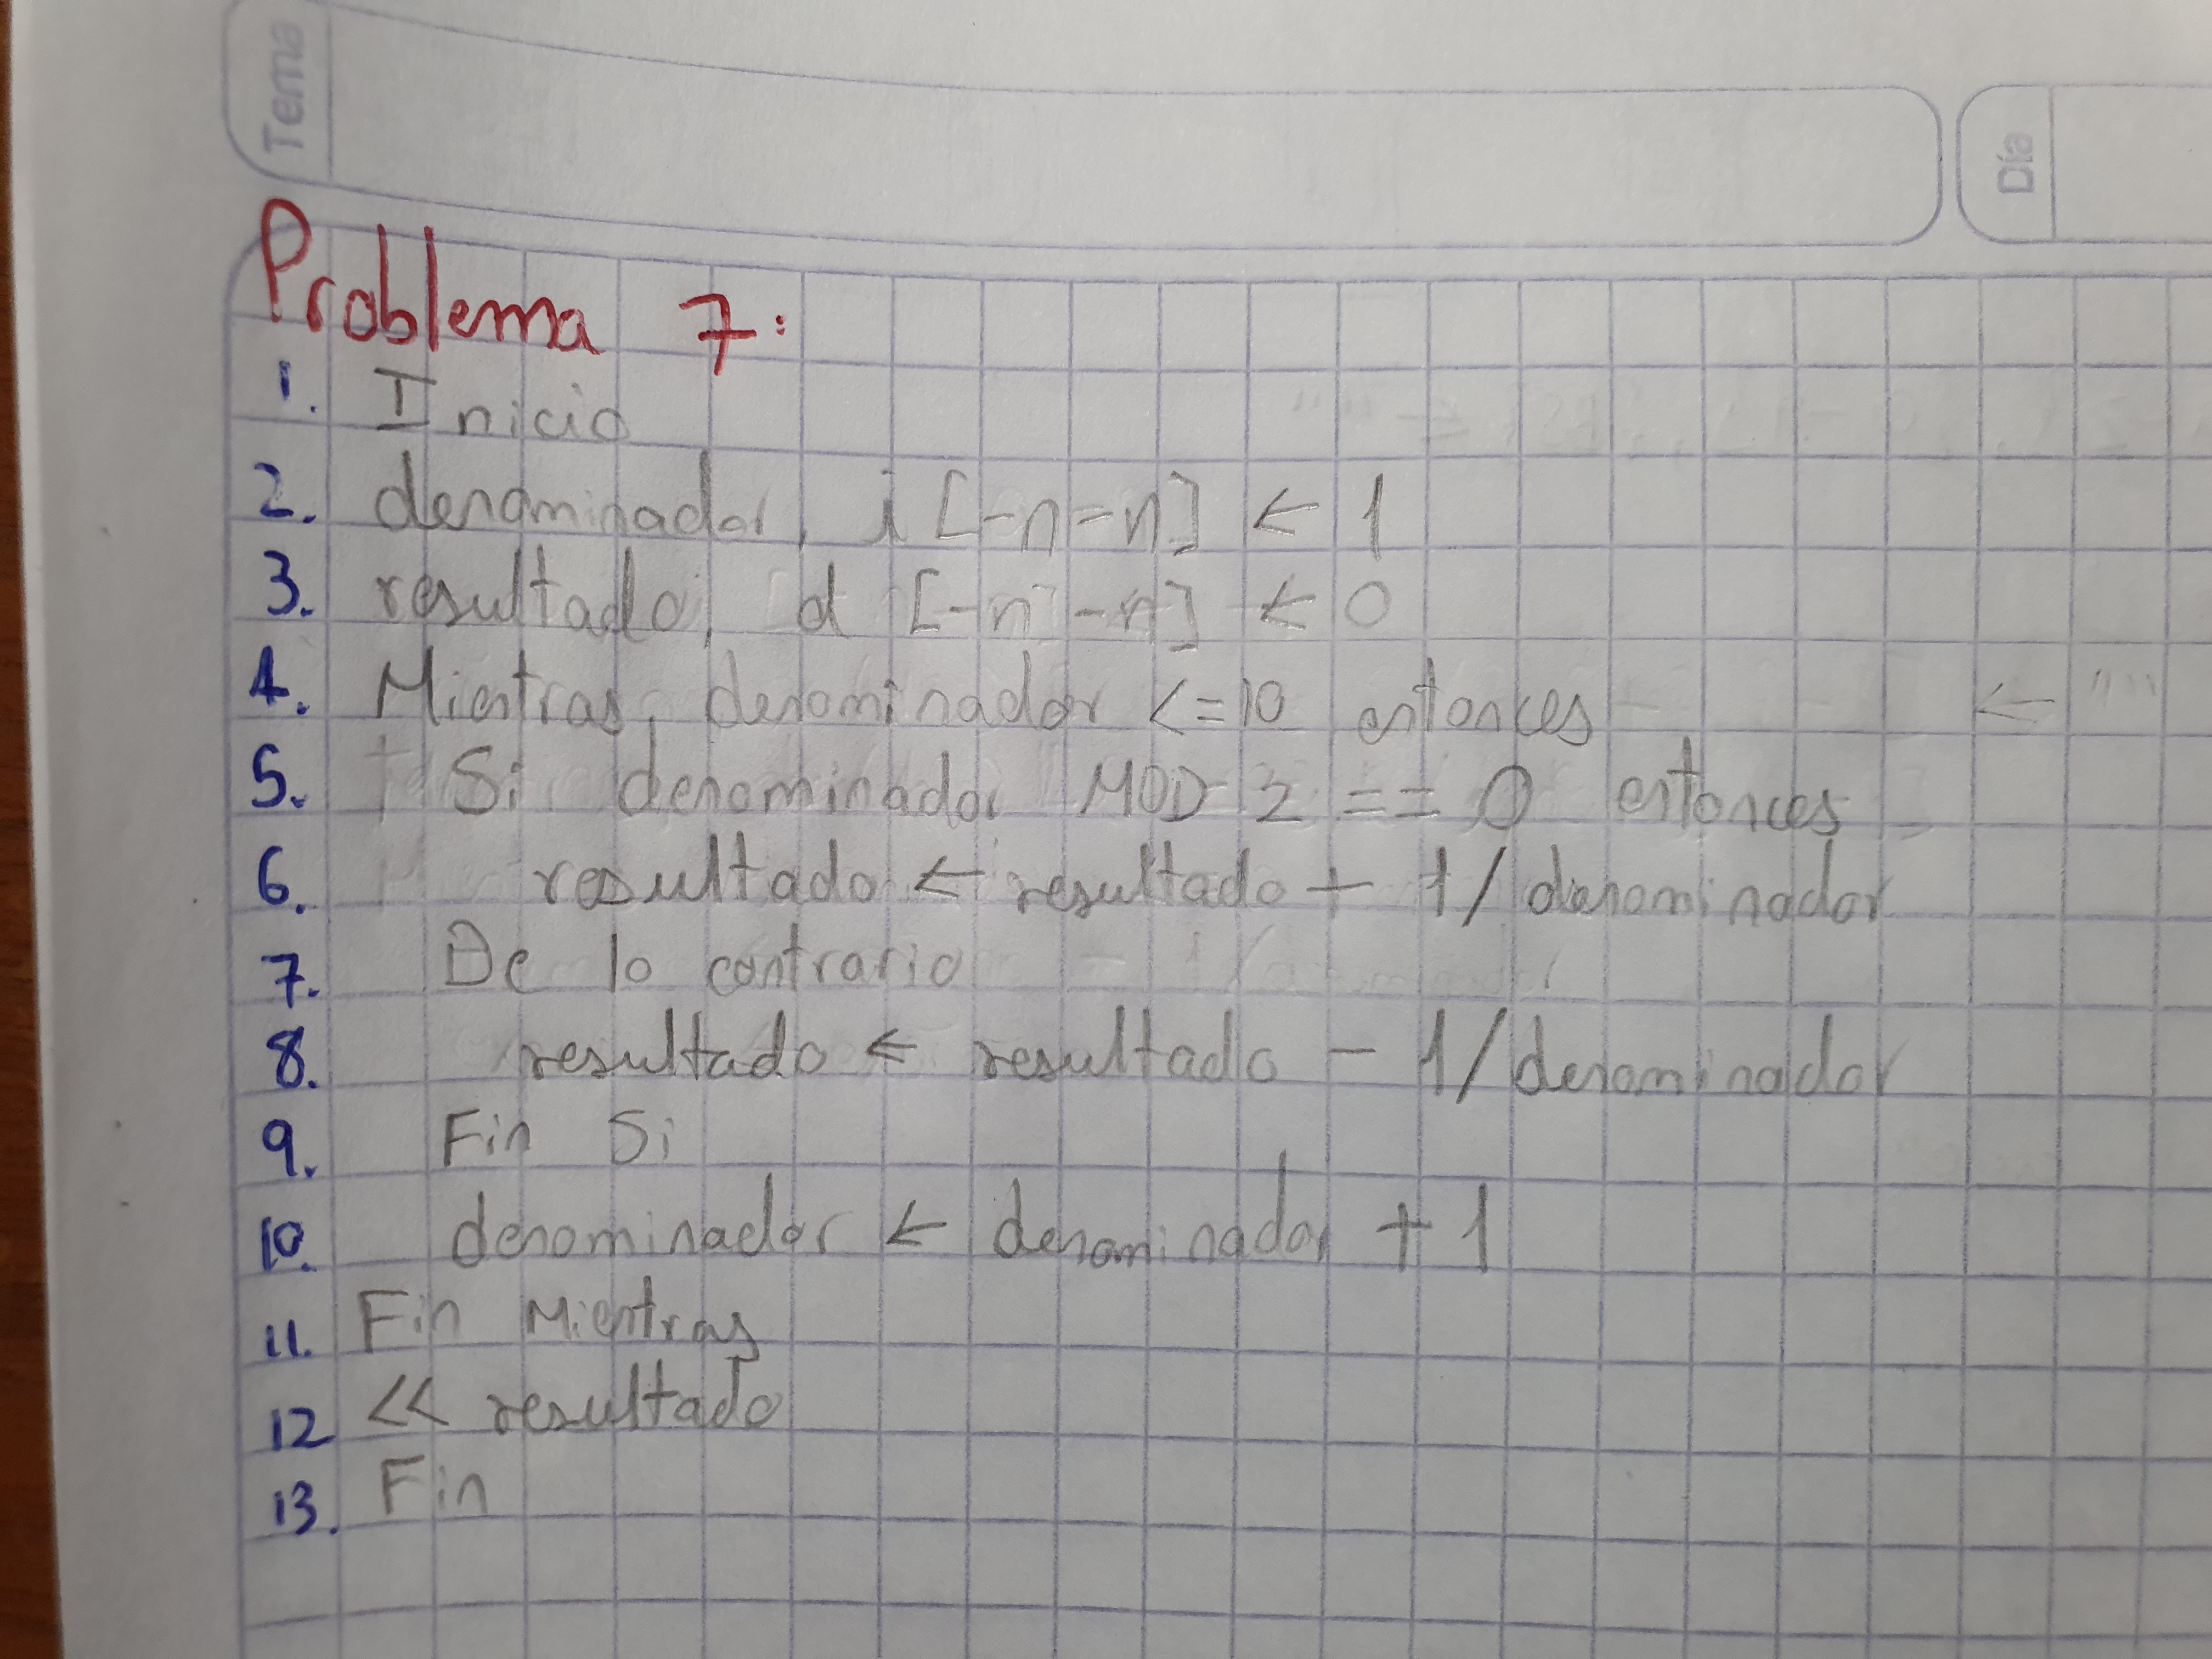 Tema
Día
Problema 7:
1. Inicio
2. denominador, i [-n-n] ← 1
3. resultado, d [-n -n] ← 0
4. Mientras, denominador <=10 entonces ← ""
5. Si denominador MOD 2 == 0 entonces
6. resultado ← resultado + 1/denominador
7. De lo contrario
8. resultado ← resultado - 1/denominador
9. Fin Si
10. denominador ← denominador + 1
11. Fin Mientras
12 << resultado
13. Fin